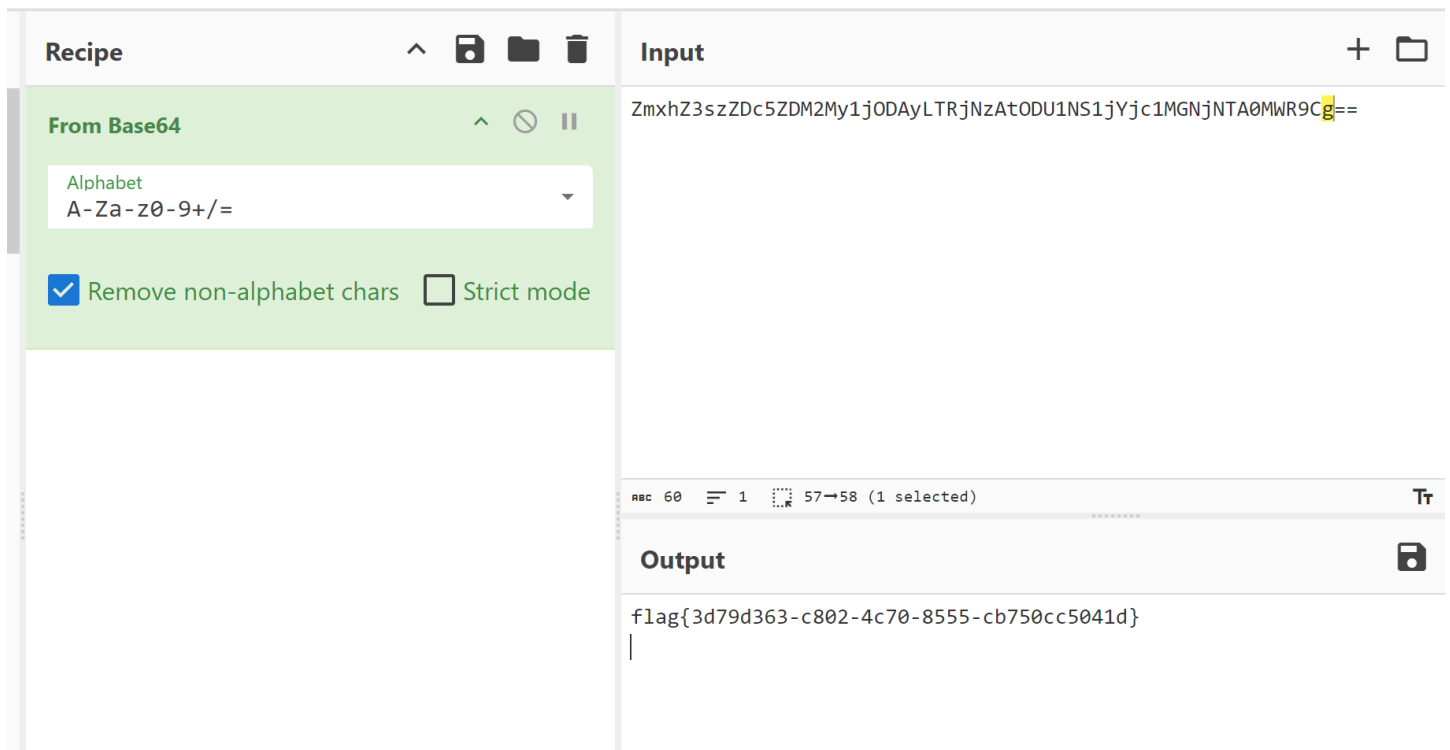 Recipe
From Base64
Alphabet
A-Za-z0-9+/=
Remove non-alphabet chars
Strict mode
Input
ZmxhZ3szZDc5ZDM2My1jODAyLTRjNzAtODU1NS1jYjc1MGNjNTA0MWR9Cg==
ABC 60 1 57→58 (1 selected)
Tт
Output
flag{3d79d363-c802-4c70-8555-cb750cc5041d}